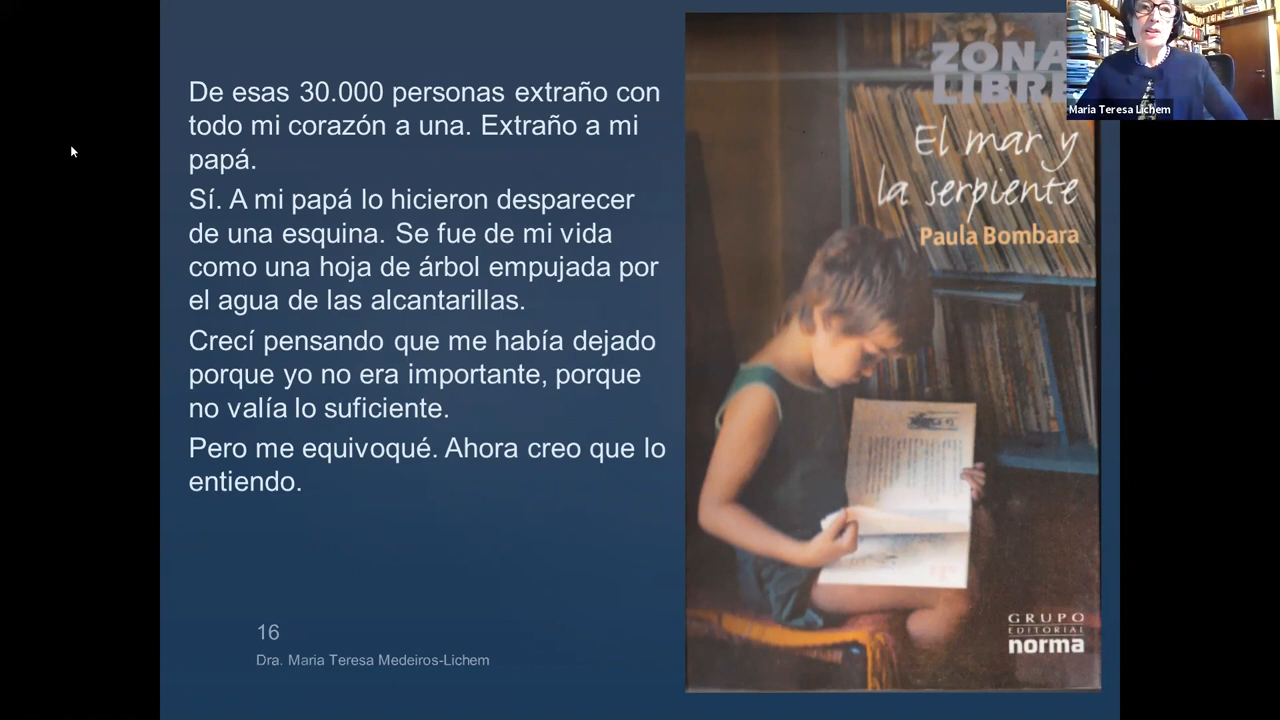 De esas 30.000 personas extraño con
todo mi corazón a una. Extraño a mi
papá.
Sí. A mi papá lo hicieron desparecer
de una esquina. Se fue de mi vida
como una hoja de árbol empujada por
el agua de las alcantarillas.
Crecí pensando que me había dejado
porque yo no era importante, porque
no valía lo suficiente.
Pero me equivoqué. Ahora creo que lo
entiendo.
16
Dra. Maria Teresa Medeiros-Lichem
ZONA
LIBRE
El mar y
la serpiente
Paula Bombara
GRUPO
EDITORIAL
norma
Maria Teresa Lichem